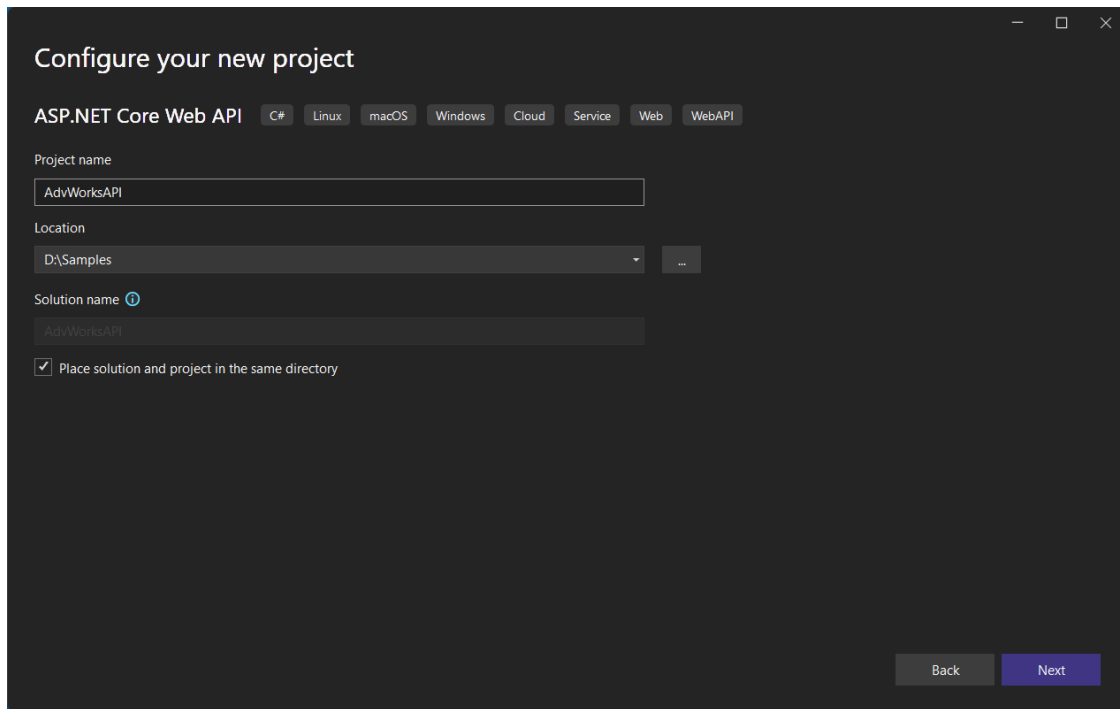 Configure your new project
ASP.NET Core Web API C# Linux macOS Windows Cloud Service Web WebAPI
Project name
AdvWorksAPI
Location
D:\Samples
...
Solution name
AdvWorksAPI
Place solution and project in the same directory
Back Next